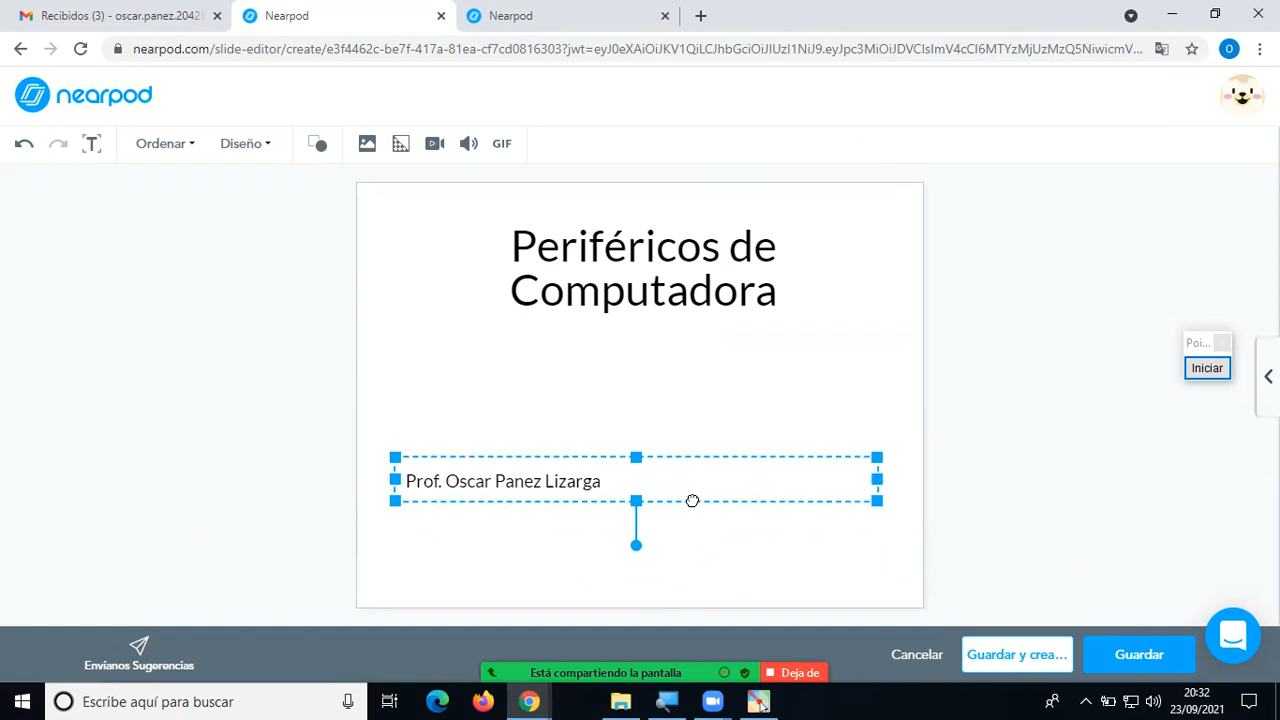 Recibidos (3) - oscar.panez.2042
Nearpod
Nearpod
nearpod.com/slide-editor/create/e3f4462c-be7f-417a-81ea-cf7cd0816303?jwt=eyJ0eXAiOiJKV1QiLCJhbGciOiJIUzI1NiJ9.eyJpc3MiOiJDVCIsImV4cCI6MTYzMjUzMzQ5NiwicmV...
O
nearpod
Ordenar
Diseño
GIF
Periféricos de
Computadora
Poi...
Iniciar
Prof. Oscar Panez Lizarga
Envíanos Sugerencias
Cancelar
Guardar y crea...
Guardar
Está compartiendo la pantalla
Deja de
Escribe aquí para buscar
20:32
23/09/2021